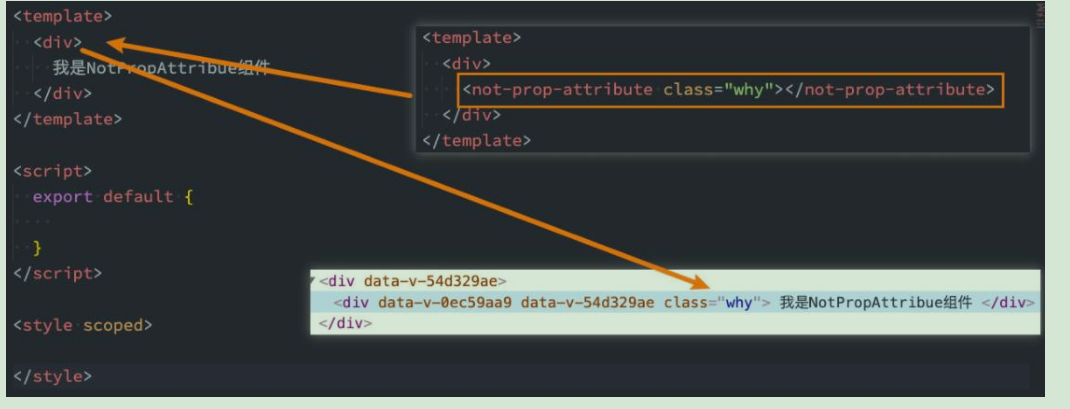 <template>
<div>
我是NotPropAttribue组件
</div>
</template>
<script>
export default {
}
</script>
<style scoped>
</style>
<template>
<div>
<not-prop-attribute class="why"></not-prop-attribute>
</div>
</template>
<div data-v-54d329ae>
<div data-v-0ec59aa9 data-v-54d329ae class="why"> 我是NotPropAttribue组件 </div>
</div>